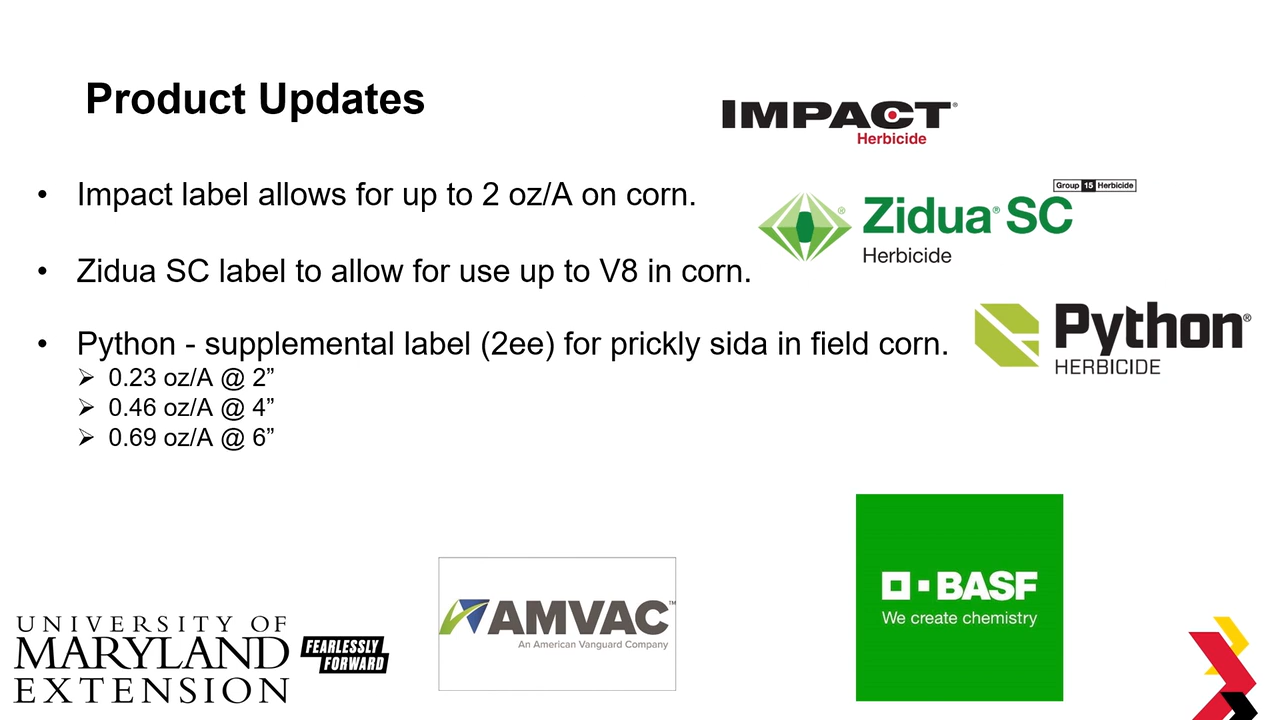 Product Updates
IMPACT®
Herbicide
• Impact label allows for up to 2 oz/A on corn.
Group 15 Herbicide
® Zidua® SC
Herbicide
• Zidua SC label to allow for use up to V8 in corn.
Python®
HERBICIDE
• Python - supplemental label (2ee) for prickly sida in field corn.
➢ 0.23 oz/A @ 2”
➢ 0.46 oz/A @ 4”
➢ 0.69 oz/A @ 6”
UNIVERSITY OF
MARYLAND
EXTENSION
FEARLESSLY
FORWARD
AMVAC™
An American Vanguard Company
BASF
We create chemistry